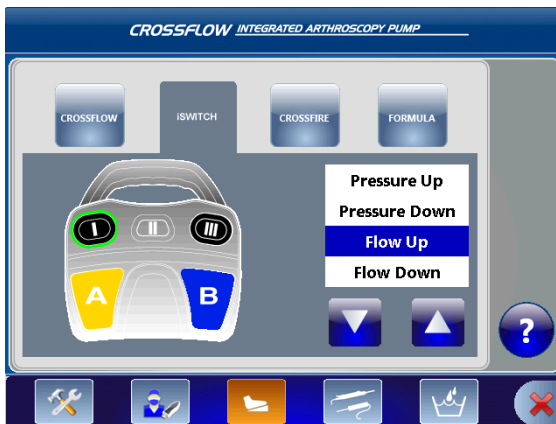 CROSSFLOW INTEGRATED ARTHROSCOPY PUMP
CROSSFLOW
iSWITCH
CROSSFIRE
FORMULA
I
II
III
A
B
Pressure Up
Pressure Down
Flow Up
Flow Down
?